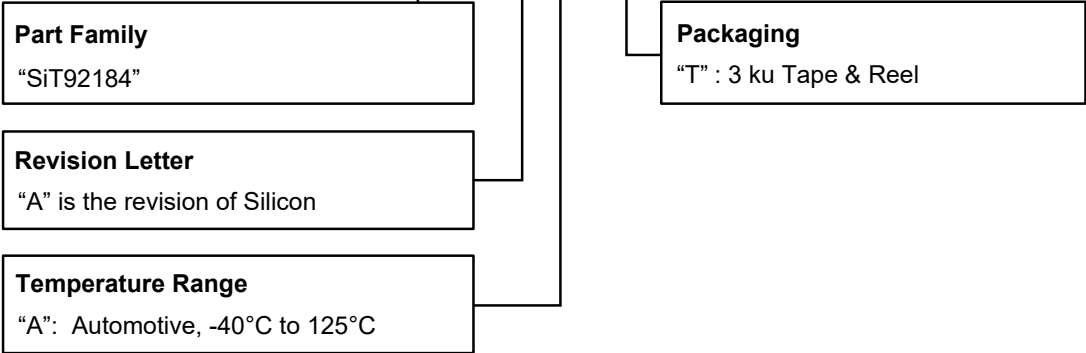 Part Family
“SiT92184”
Revision Letter
“A” is the revision of Silicon
Temperature Range
“A”: Automotive, -40°C to 125°C
Packaging
“T” : 3 ku Tape & Reel